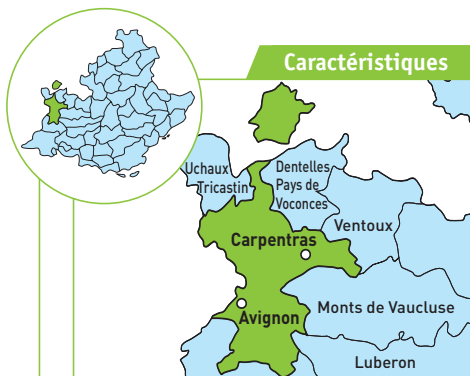 Caractéristiques
Uchaux
Tricastin
Dentelles
Pays de
Voconces
Ventoux
Carpentras
Avignon
Monts de Vaucluse
Luberon